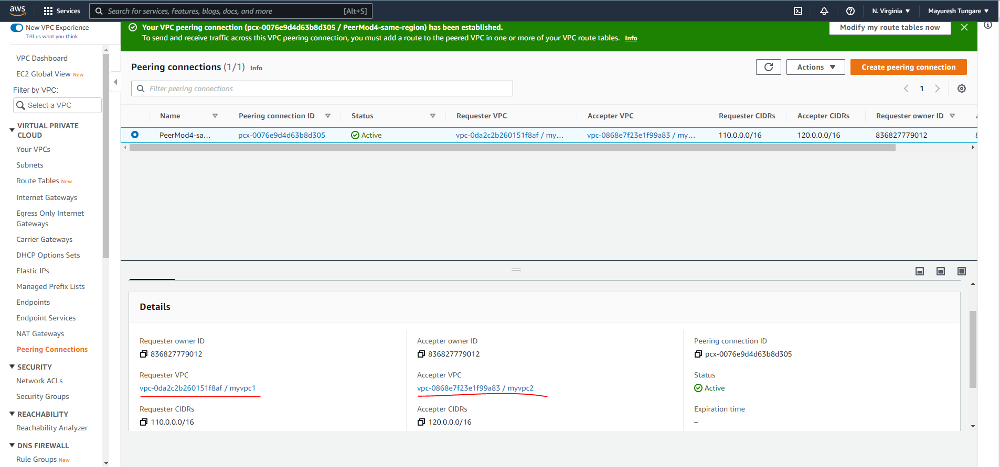 aws
Services
Search for services, features, blogs, docs, and more
[Alt+S]
N. Virginia
Mayuresh Tungare
New VPC Experience
Tell us what you think
VPC Dashboard
EC2 Global View New
Filter by VPC:
Select a VPC
VIRTUAL PRIVATE
CLOUD
Your VPCs
Subnets
Route Tables New
Internet Gateways
Egress Only Internet
Gateways
Carrier Gateways
DHCP Options Sets
Elastic IPs
Managed Prefix Lists
Endpoints
Endpoint Services
NAT Gateways
Peering Connections
SECURITY
Network ACLs
Security Groups
REACHABILITY
Reachability Analyzer
DNS FIREWALL
Rule Groups New
Your VPC peering connection (pcx-0076e9d4d63b8d305 / PeerMod4-same-region) has been established.
To send and receive traffic across this VPC peering connection, you must add a route to the peered VPC in one or more of your VPC route tables. Info
Modify my route tables now
Peering connections (1/1) Info
Actions
Create peering connection
Filter peering connections
1
Name Peering connection ID Status Requester VPC Accepter VPC Requester CIDRs Accepter CIDRs Requester owner ID
PeerMod4-sa... pcx-0076e9d4d63b8d305 Active vpc-0da2c2b260151f8af / my... vpc-0868e7f23e1f99a83 / my... 110.0.0.0/16 120.0.0.0/16 836827779012
Details
Requester owner ID
836827779012
Requester VPC
vpc-0da2c2b260151f8af / myvpc1
Requester CIDRs
110.0.0.0/16
Accepter owner ID
836827779012
Accepter VPC
vpc-0868e7f23e1f99a83 / myvpc2
Accepter CIDRs
120.0.0.0/16
Peering connection ID
pcx-0076e9d4d63b8d305
Status
Active
Expiration time
–